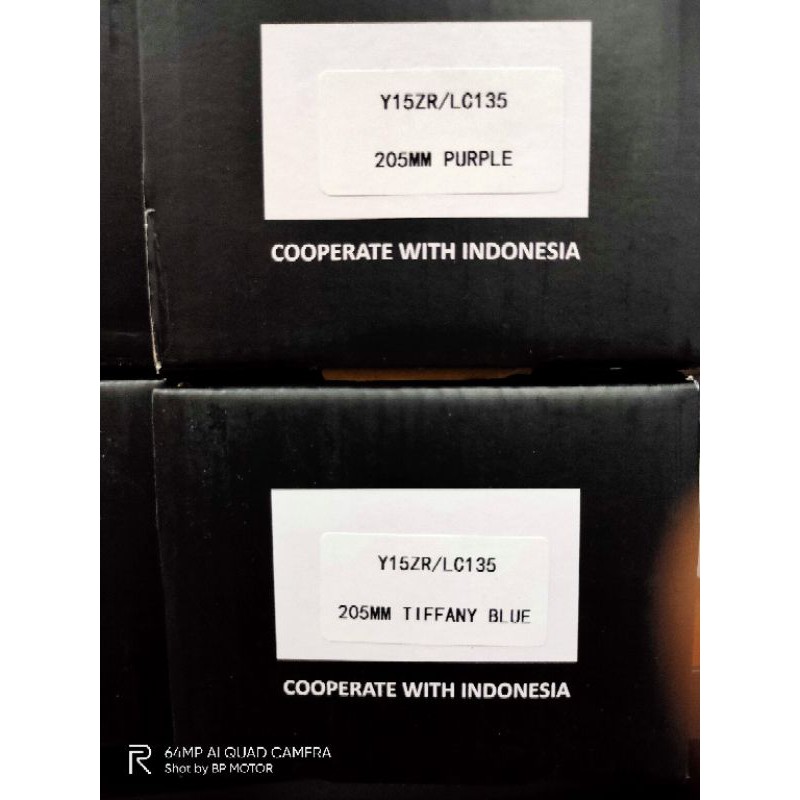 Y15ZR/LC135
205MM PURPLE
COOPERATE WITH INDONESIA
Y15ZR/LC135
205MM TIFFANY BLUE
COOPERATE WITH INDONESIA
64MP AI QUAD CAMERA
Shot by BP MOTOR